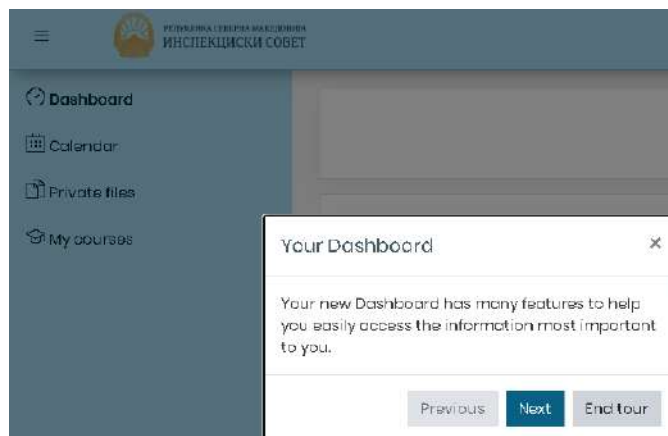 РЕПУБЛИКА СЕВЕРНА МАКЕДОНИЈА
ИНСПЕКЦИСКИ СОВЕТ
Dashboard
Calendar
Private files
My courses
Your Dashboard
×
Your new Dashboard has many features to help
you easily access the information most important
to you.
Previous Next End tour